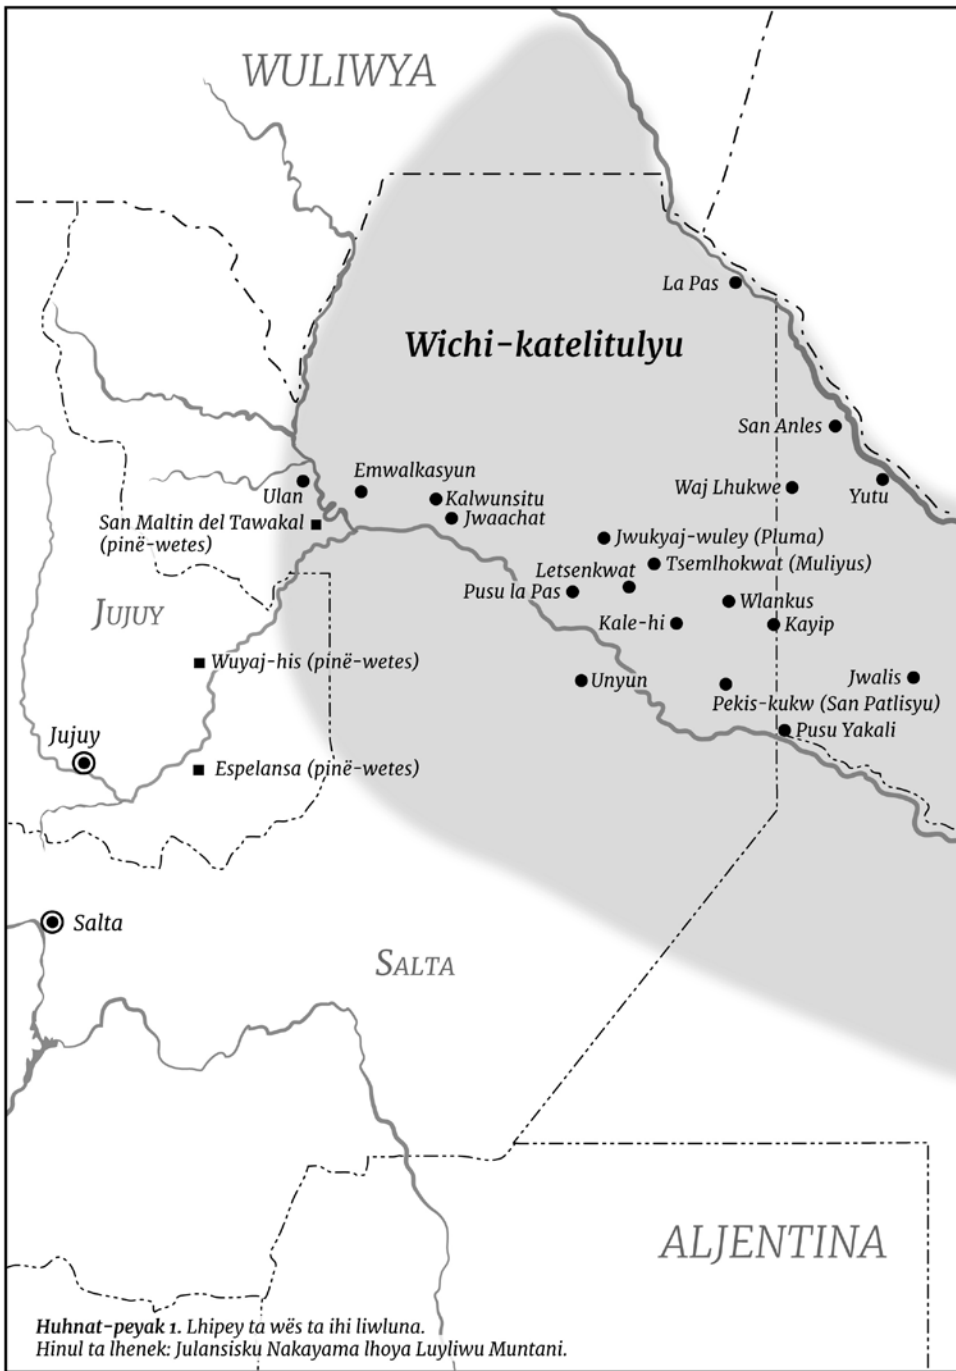 WULIWYA
La Pas
Wichi-katelitulyu
San Anles
Emwalkasyun
Ulan
Kalwunsitu
Waj Lhukwe
Yutu
San Maltin del Tawakal
(pinë-wetes)
Jwaachat
Jwukyaj-wuley (Pluma)
Tsemlhokwat (Muliyus)
Letsenkwat
Pusu la Pas
Wlankus
JUJUY
Kale-hi
Kayip
Wuyaj-his (pinë-wetes)
Unyun
Jwalis
Pekis-kukw (San Patlisyu)
Jujuy
Pusu Yakali
Espelansa (pinë-wetes)
Salta
SALTA
ALJENTINA
Huhnat-peyak 1. Lhipey ta wës ta ihi liwluna.
Hinul ta lhenek: Julansisku Nakayama lhoya Luyliwu Muntani.